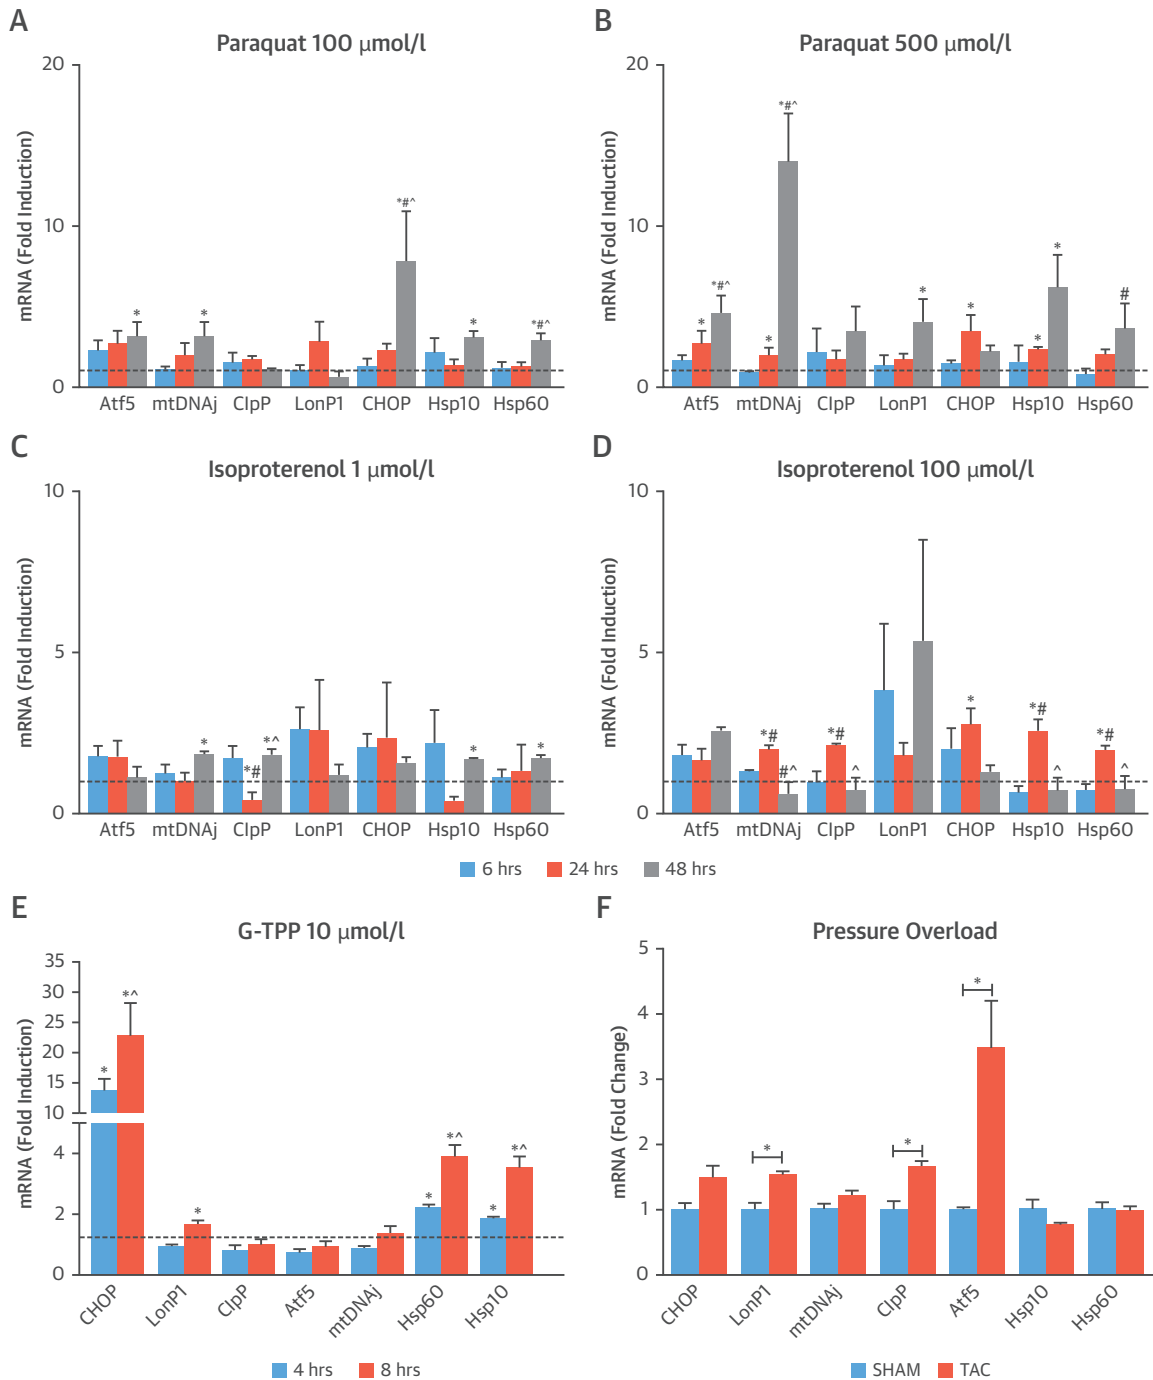 A
Paraquat 100 μmol/l
mRNA (Fold Induction)
20
10
0
* * *#^ * *#^
Atf5 mtDNAj ClpP LonP1 CHOP Hsp10 Hsp60
B
Paraquat 500 μmol/l
mRNA (Fold Induction)
20
10
0
* *#^ * *#^ * * * * #
Atf5 mtDNAj ClpP LonP1 CHOP Hsp10 Hsp60
C
Isoproterenol 1 μmol/l
mRNA (Fold Induction)
10
5
0
* *# *^ * *
Atf5 mtDNAj ClpP LonP1 CHOP Hsp10 Hsp60
D
Isoproterenol 100 μmol/l
mRNA (Fold Induction)
10
5
0
*# #^ *# ^ * *# ^ *# ^
Atf5 mtDNAj ClpP LonP1 CHOP Hsp10 Hsp60
6 hrs 24 hrs 48 hrs
E
G-TPP 10 μmol/l
mRNA (Fold Induction)
35
30
25
20
15
10
4
2
0
* *^ * * *^ * *^
CHOP LonP1 ClpP Atf5 mtDNAj Hsp60 Hsp10
4 hrs 8 hrs
F
Pressure Overload
mRNA (Fold Change)
5
4
3
2
1
0
* * *
CHOP LonP1 mtDNAj ClpP Atf5 Hsp10 Hsp60
SHAM TAC